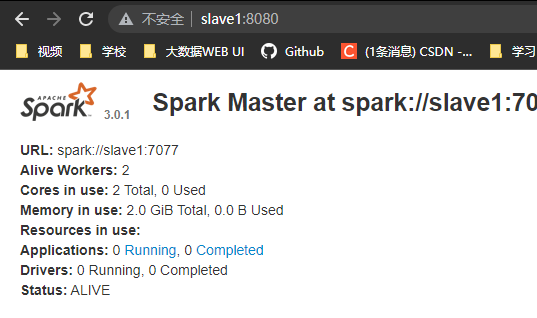 不安全 | slave1:8080
视频 学校 大数据WEB UI Github (1条消息) CSDN -... 学习
APACHE Spark 3.0.1 Spark Master at spark://slave1:70
URL: spark://slave1:7077
Alive Workers: 2
Cores in use: 2 Total, 0 Used
Memory in use: 2.0 GiB Total, 0.0 B Used
Resources in use:
Applications: 0 Running, 0 Completed
Drivers: 0 Running, 0 Completed
Status: ALIVE